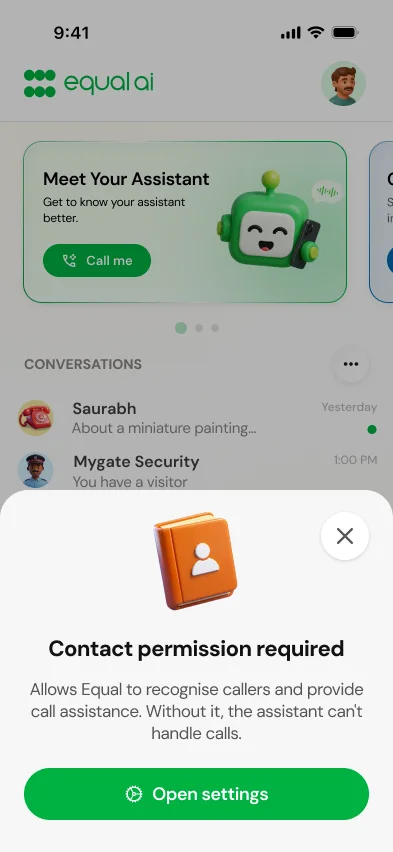 9:41
equal ai
Meet Your Assistant
Get to know your assistant
better.
Call me
CONVERSATIONS
Saurabh
Yesterday
About a miniature painting...
Mygate Security
1:00 PM
You have a visitor
Contact permission required
Allows Equal to recognise callers and provide
call assistance. Without it, the assistant can't
handle calls.
Open settings